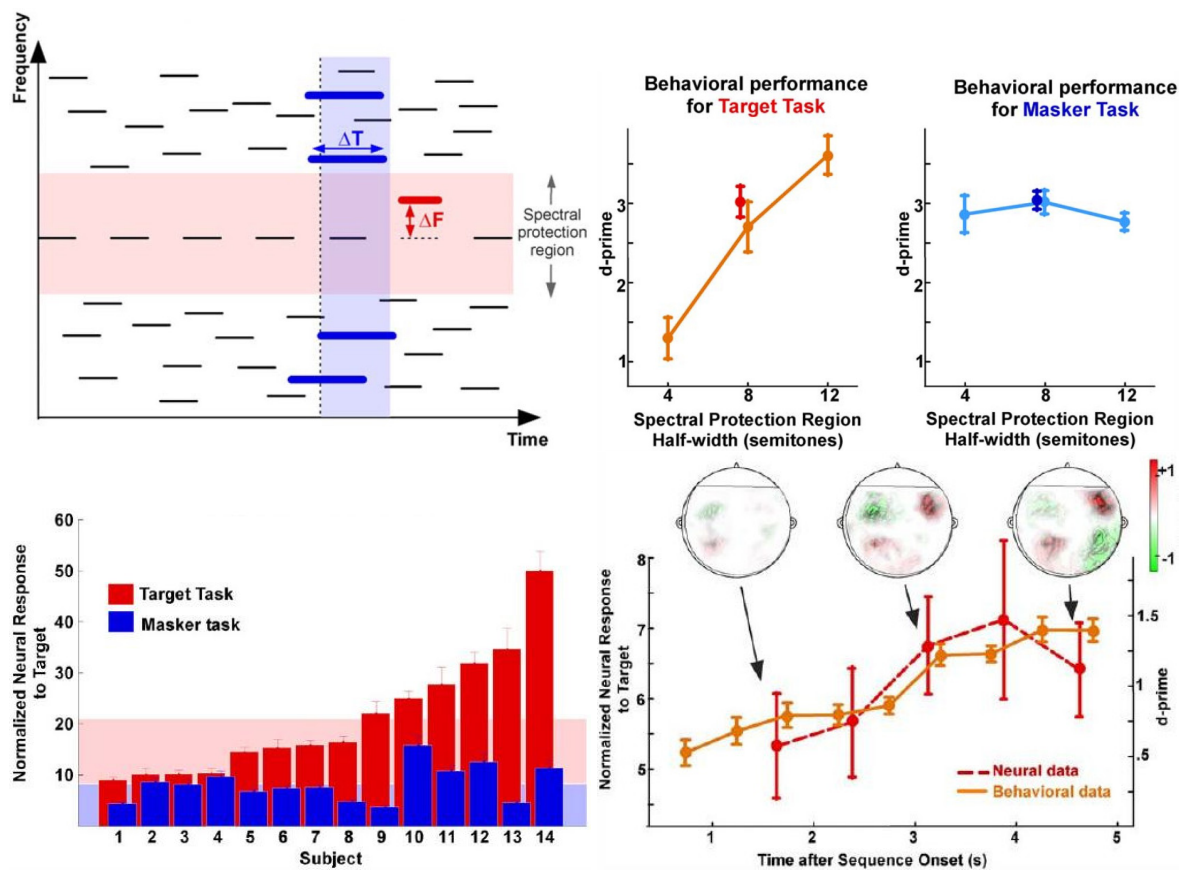 Frequency
ΔT
ΔF
Spectral
protection
region
Time
Behavioral performance
for Target Task
d-prime
3
2
1
4
8
12
Spectral Protection Region
Half-width (semitones)
Behavioral performance
for Masker Task
d-prime
3
2
1
4
8
12
Spectral Protection Region
Half-width (semitones)
Normalized Neural Response
to Target
60
50
40
30
20
10
Target Task
Masker task
1 2 3 4 5 6 7 8 9 10 11 12 13 14
Subject
+1
-1
Normalized Neural Response
to Target
8
7
6
5
1.5
1
.5
d-prime
Neural data
Behavioral data
1 2 3 4 5
Time after Sequence Onset (s)